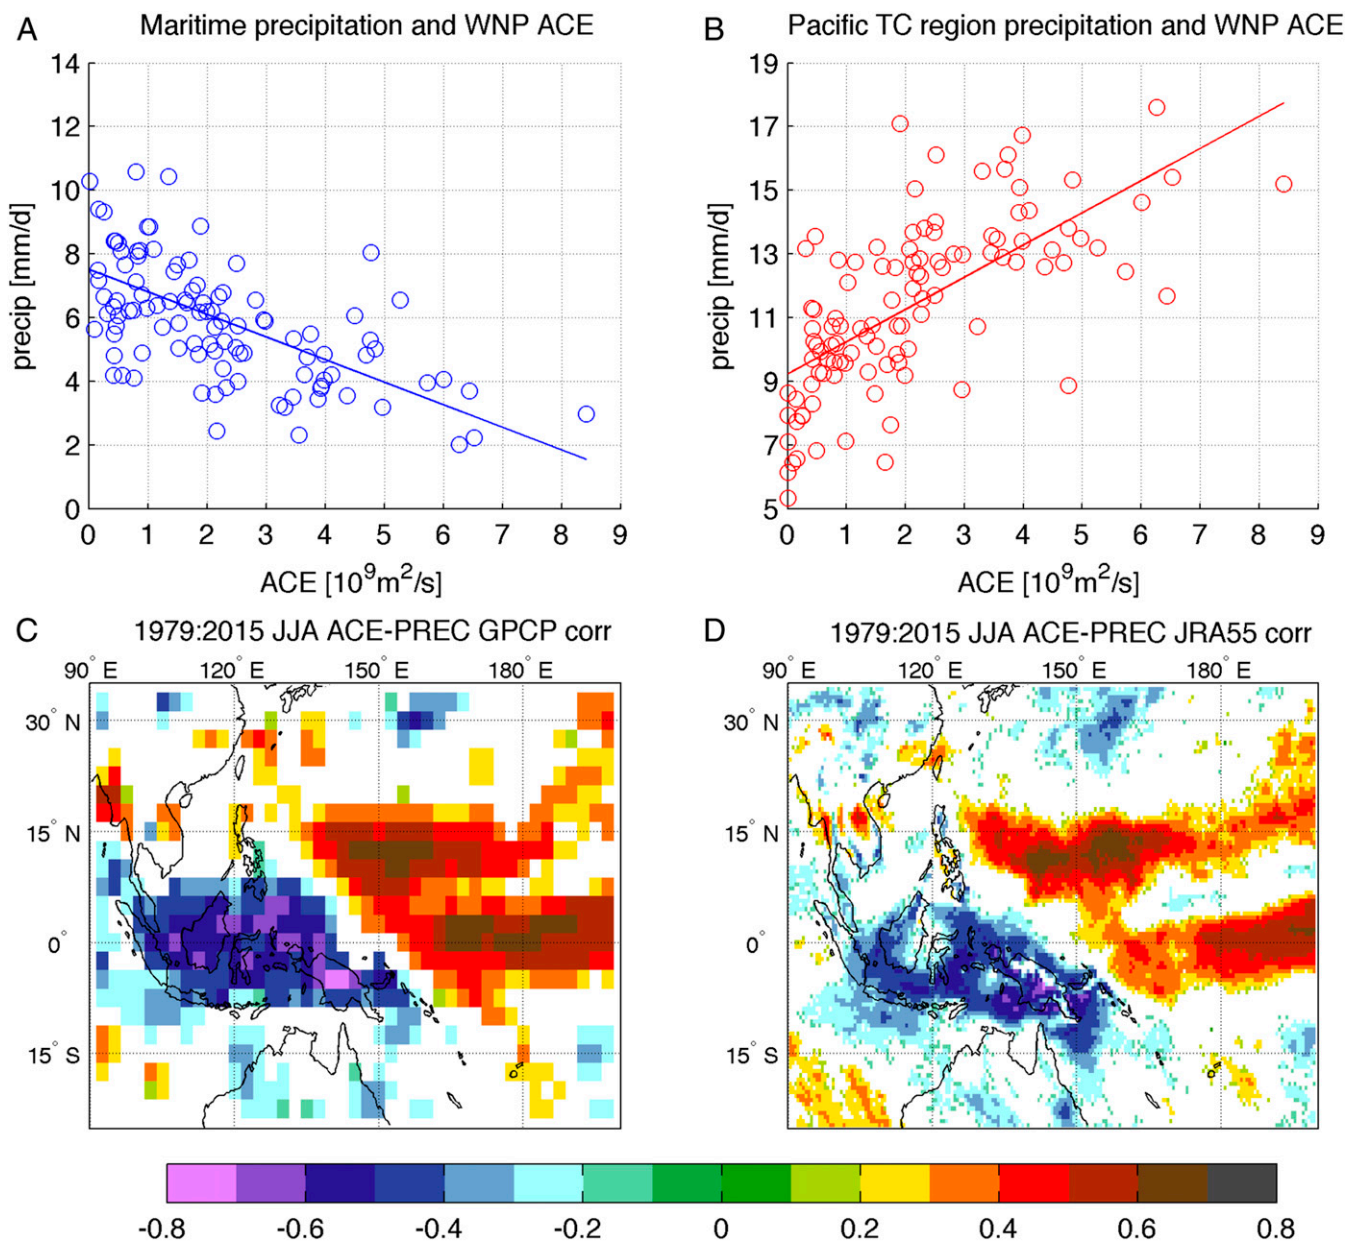 A Maritime precipitation and WNP ACE
14
12
10
8
6
4
2
0
precip [mm/d]
0 1 2 3 4 5 6 7 8 9
ACE [10⁹m²/s]
B Pacific TC region precipitation and WNP ACE
19
17
15
13
11
9
7
5
precip [mm/d]
0 1 2 3 4 5 6 7 8 9
ACE [10⁹m²/s]
C 1979:2015 JJA ACE-PREC GPCP corr
90° E 120° E 150° E 180° E
30° N
15° N
0°
15° S
D 1979:2015 JJA ACE-PREC JRA55 corr
90° E 120° E 150° E 180° E
30° N
15° N
0°
15° S
-0.8 -0.6 -0.4 -0.2 0 0.2 0.4 0.6 0.8